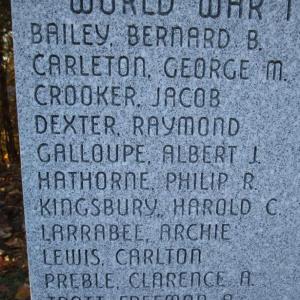 WORLD WAR I
BAILEY, BERNARD B.
CARLETON, GEORGE M.
CROOKER, JACOB
DEXTER, RAYMOND
GALLOUPE, ALBERT J.
HATHORNE, PHILIP R.
KINGSBURY, HAROLD C.
LARRABEE, ARCHIE
LEWIS, CARLTON
PREBLE, CLARENCE A.